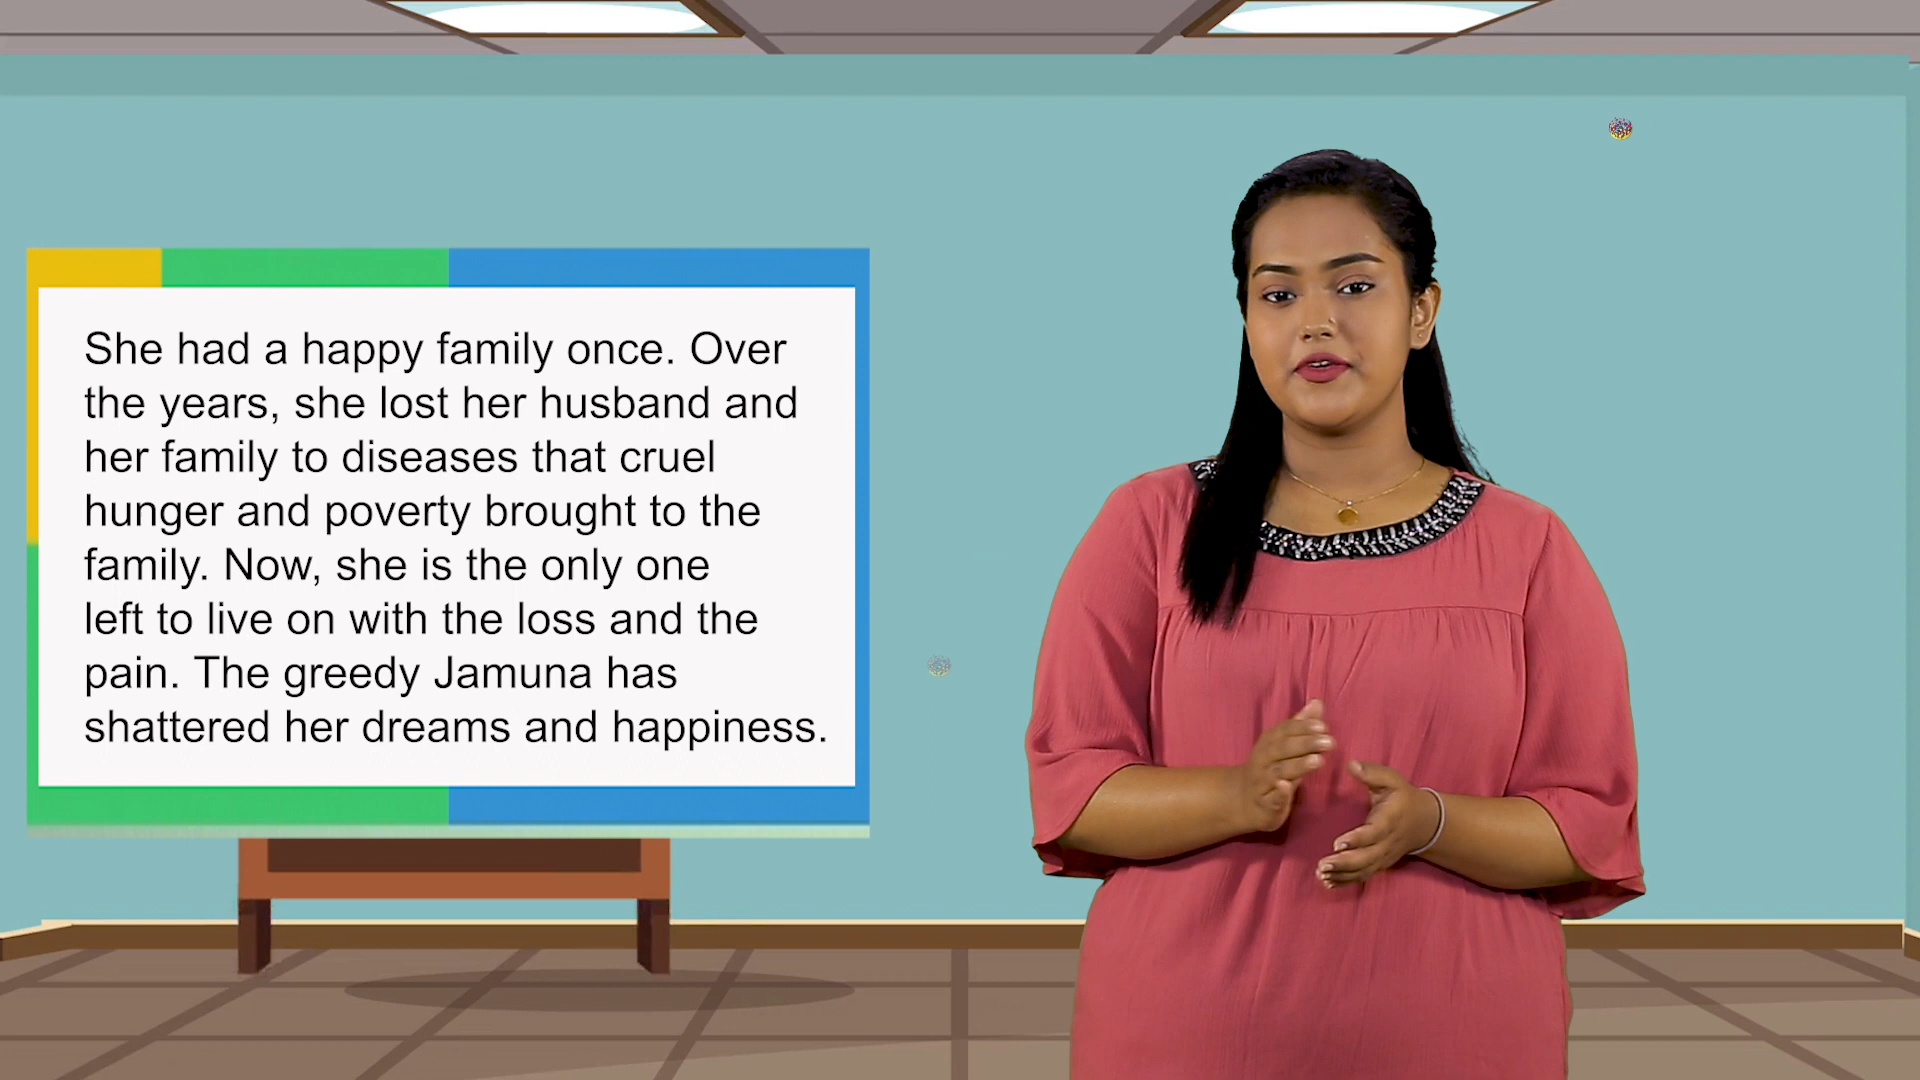 She had a happy family once. Over
the years, she lost her husband and
her family to diseases that cruel
hunger and poverty brought to the
family. Now, she is the only one
left to live on with the loss and the
pain. The greedy Jamuna has
shattered her dreams and happiness.